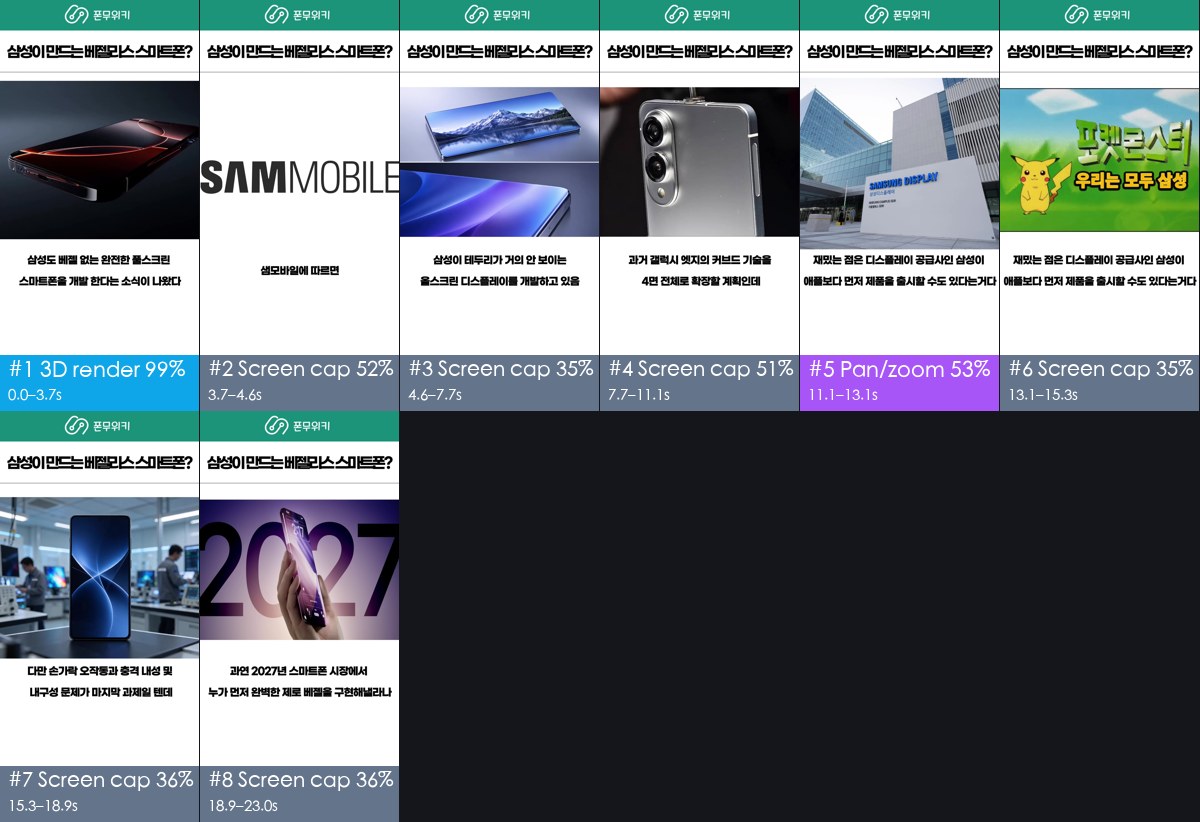 폰무위키
삼성이 만드는 베젤리스 스마트폰?
삼성도 베젤 없는 완전한 풀스크린
스마트폰을 개발 한다는 소식이 나왔다
#1 3D render 99%
0.0–3.7s
폰무위키
삼성이 만드는 베젤리스 스마트폰?
SAMMOBILE
샘모바일에 따르면
#2 Screen cap 52%
3.7–4.6s
폰무위키
삼성이 만드는 베젤리스 스마트폰?
삼성이 테두리가 거의 안 보이는
올스크린 디스플레이를 개발하고 있음
#3 Screen cap 35%
4.6–7.7s
폰무위키
삼성이 만드는 베젤리스 스마트폰?
과거 갤럭시 엣지의 커브드 기술을
4면 전체로 확장할 계획인데
#4 Screen cap 51%
7.7–11.1s
폰무위키
삼성이 만드는 베젤리스 스마트폰?
SAMSUNG DISPLAY
재밌는 점은 디스플레이 공급사인 삼성이
애플보다 먼저 제품을 출시할 수도 있다는거다
#5 Pan/zoom 53%
11.1–13.1s
폰무위키
삼성이 만드는 베젤리스 스마트폰?
포켓몬스터
우리는 모두 삼성
재밌는 점은 디스플레이 공급사인 삼성이
애플보다 먼저 제품을 출시할 수도 있다는거다
#6 Screen cap 35%
13.1–15.3s
폰무위키
삼성이 만드는 베젤리스 스마트폰?
다만 손가락 오작동과 충격 내성 및
내구성 문제가 마지막 과제일 텐데
#7 Screen cap 36%
15.3–18.9s
폰무위키
삼성이 만드는 베젤리스 스마트폰?
2027
과연 2027년 스마트폰 시장에서
누가 먼저 완벽한 제로 베젤을 구현해낼라나
#8 Screen cap 36%
18.9–23.0s